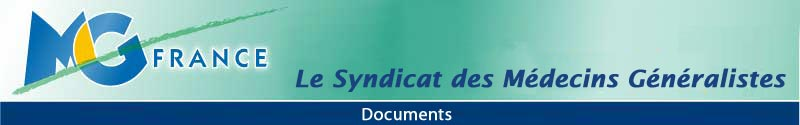 MG FRANCE
Le Syndicat des Médecins Généralistes
Documents